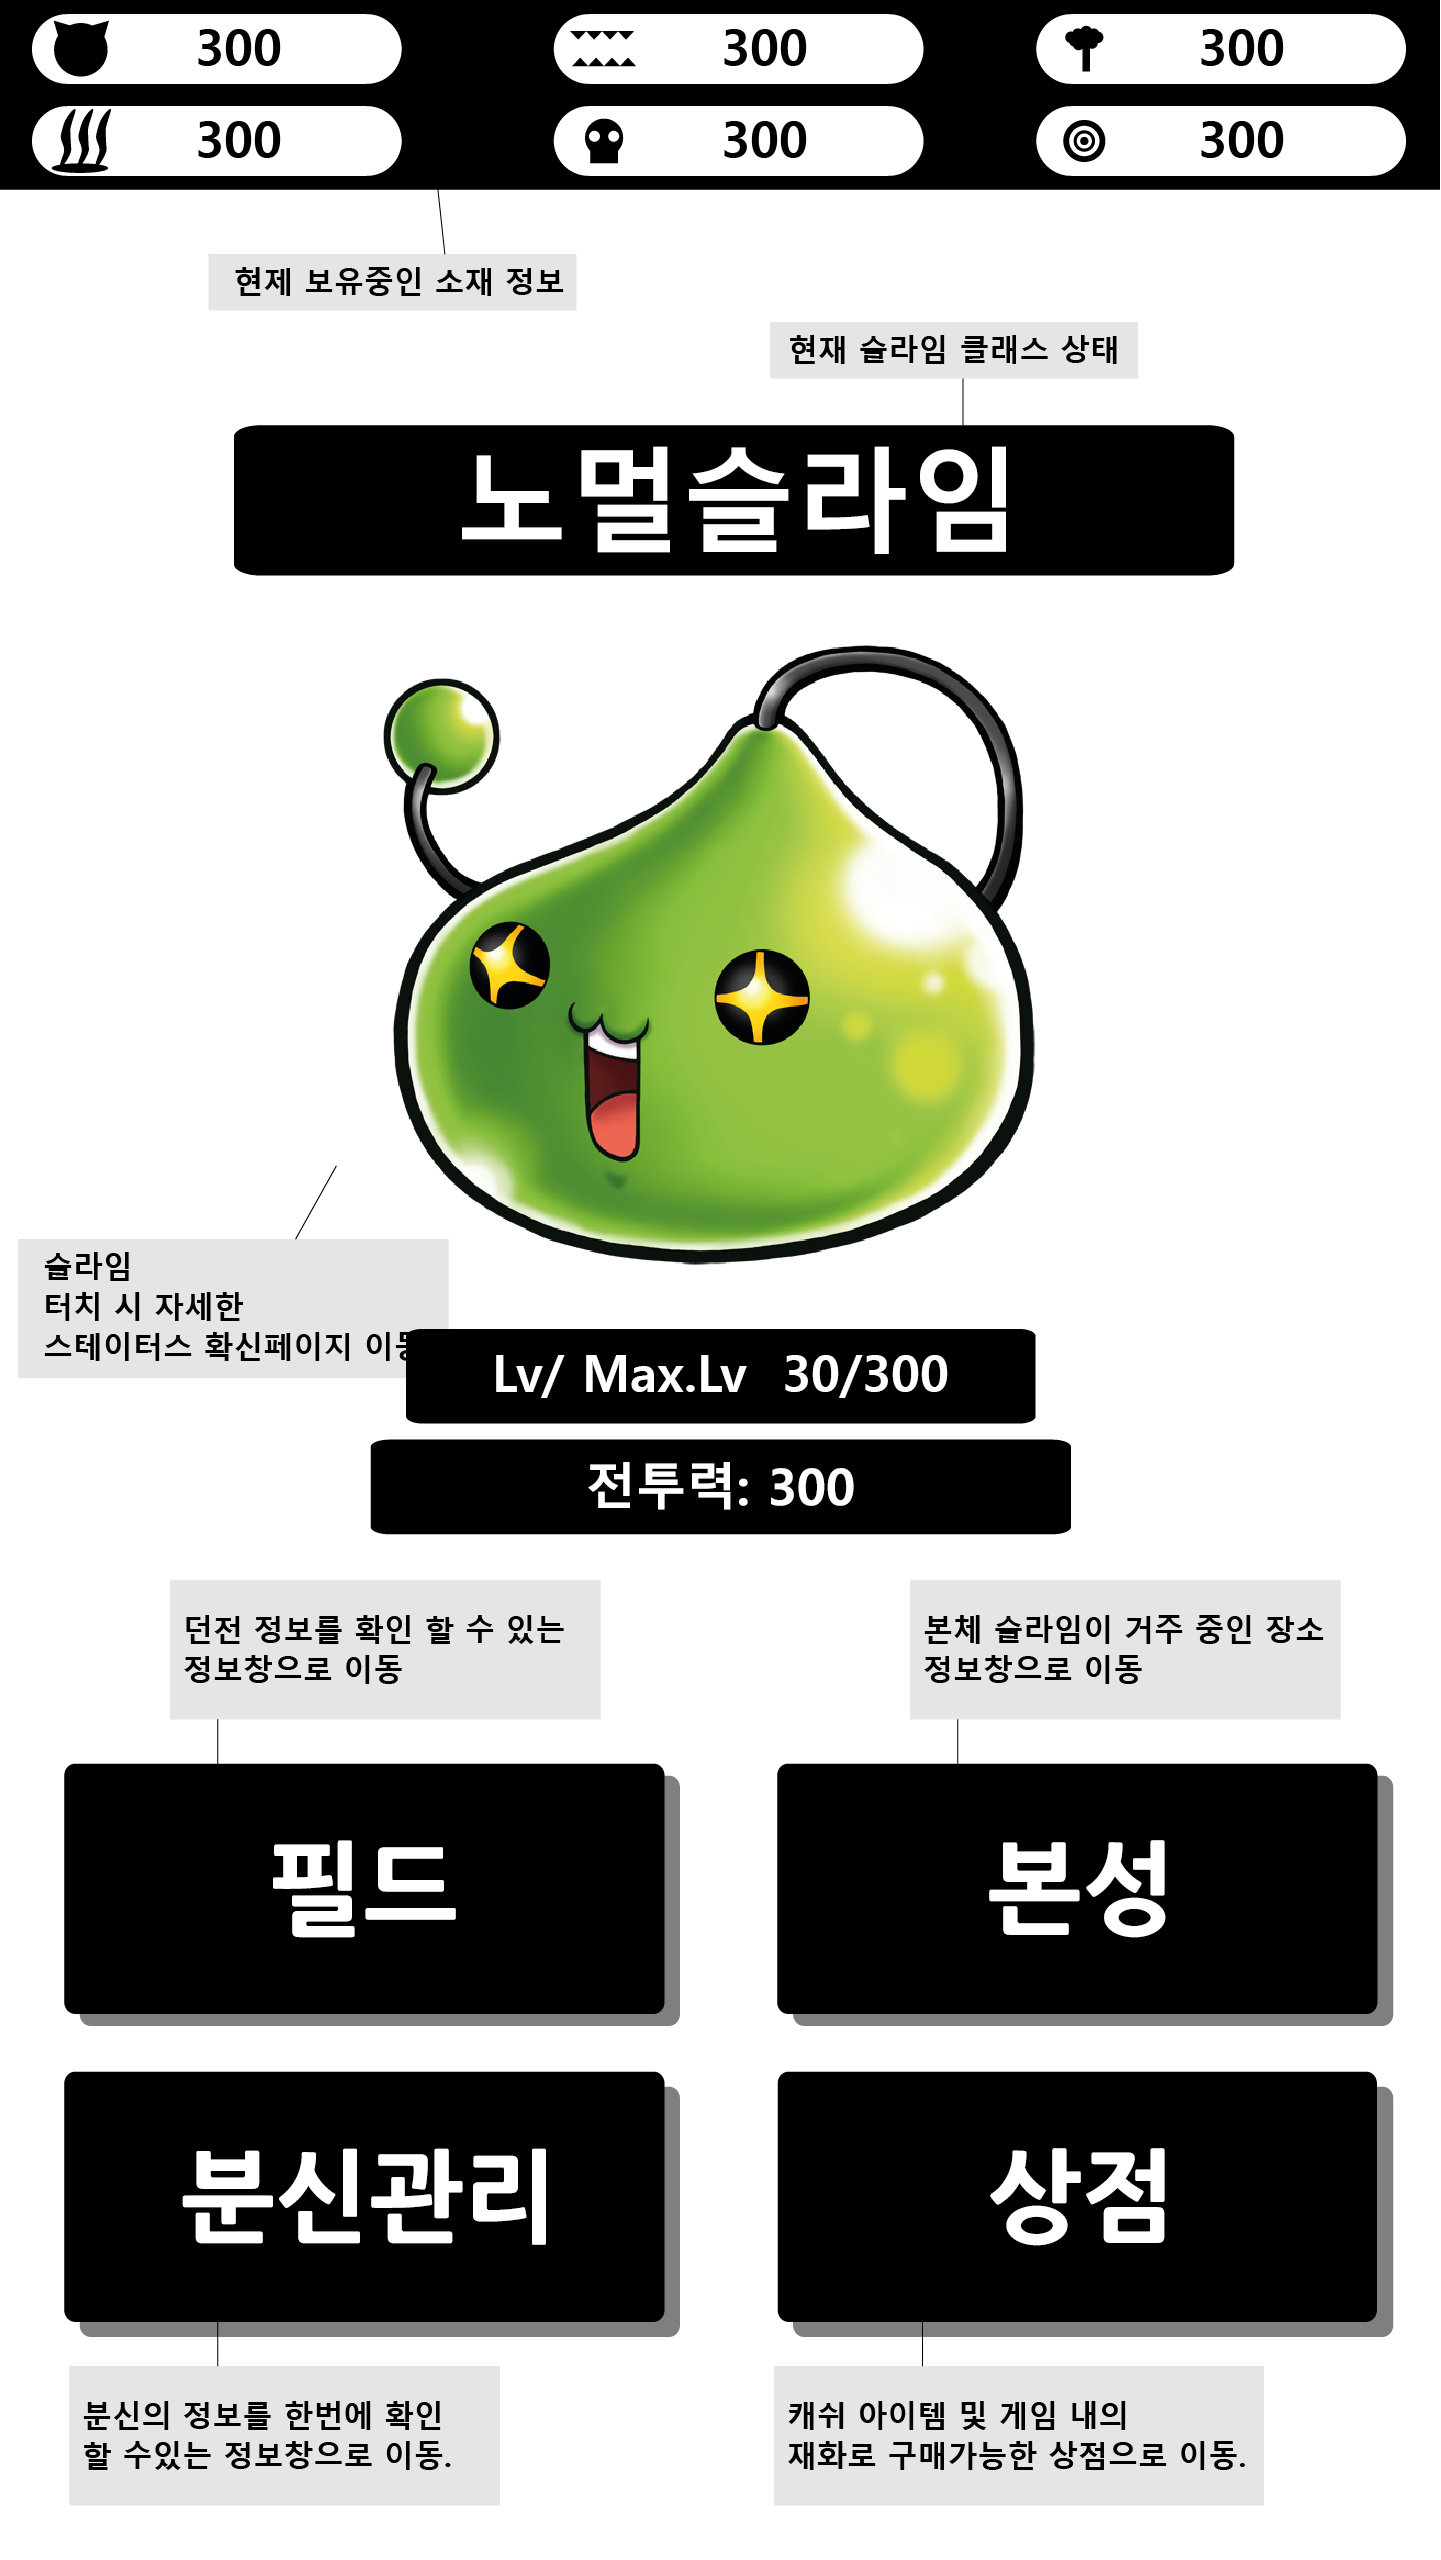 300 300 300
300 300 300
현제 보유중인 소재 정보
현재 슬라임 클래스 상태
노멀슬라임
슬라임
터치 시 자세한
스테이터스 확신페이지 이동
Lv/ Max.Lv 30/300
전투력: 300
던전 정보를 확인 할 수 있는
정보창으로 이동
본체 슬라임이 거주 중인 장소
정보창으로 이동
필드
본성
분신관리
상점
분신의 정보를 한번에 확인
할 수있는 정보창으로 이동.
캐쉬 아이템 및 게임 내의
재화로 구매가능한 상점으로 이동.